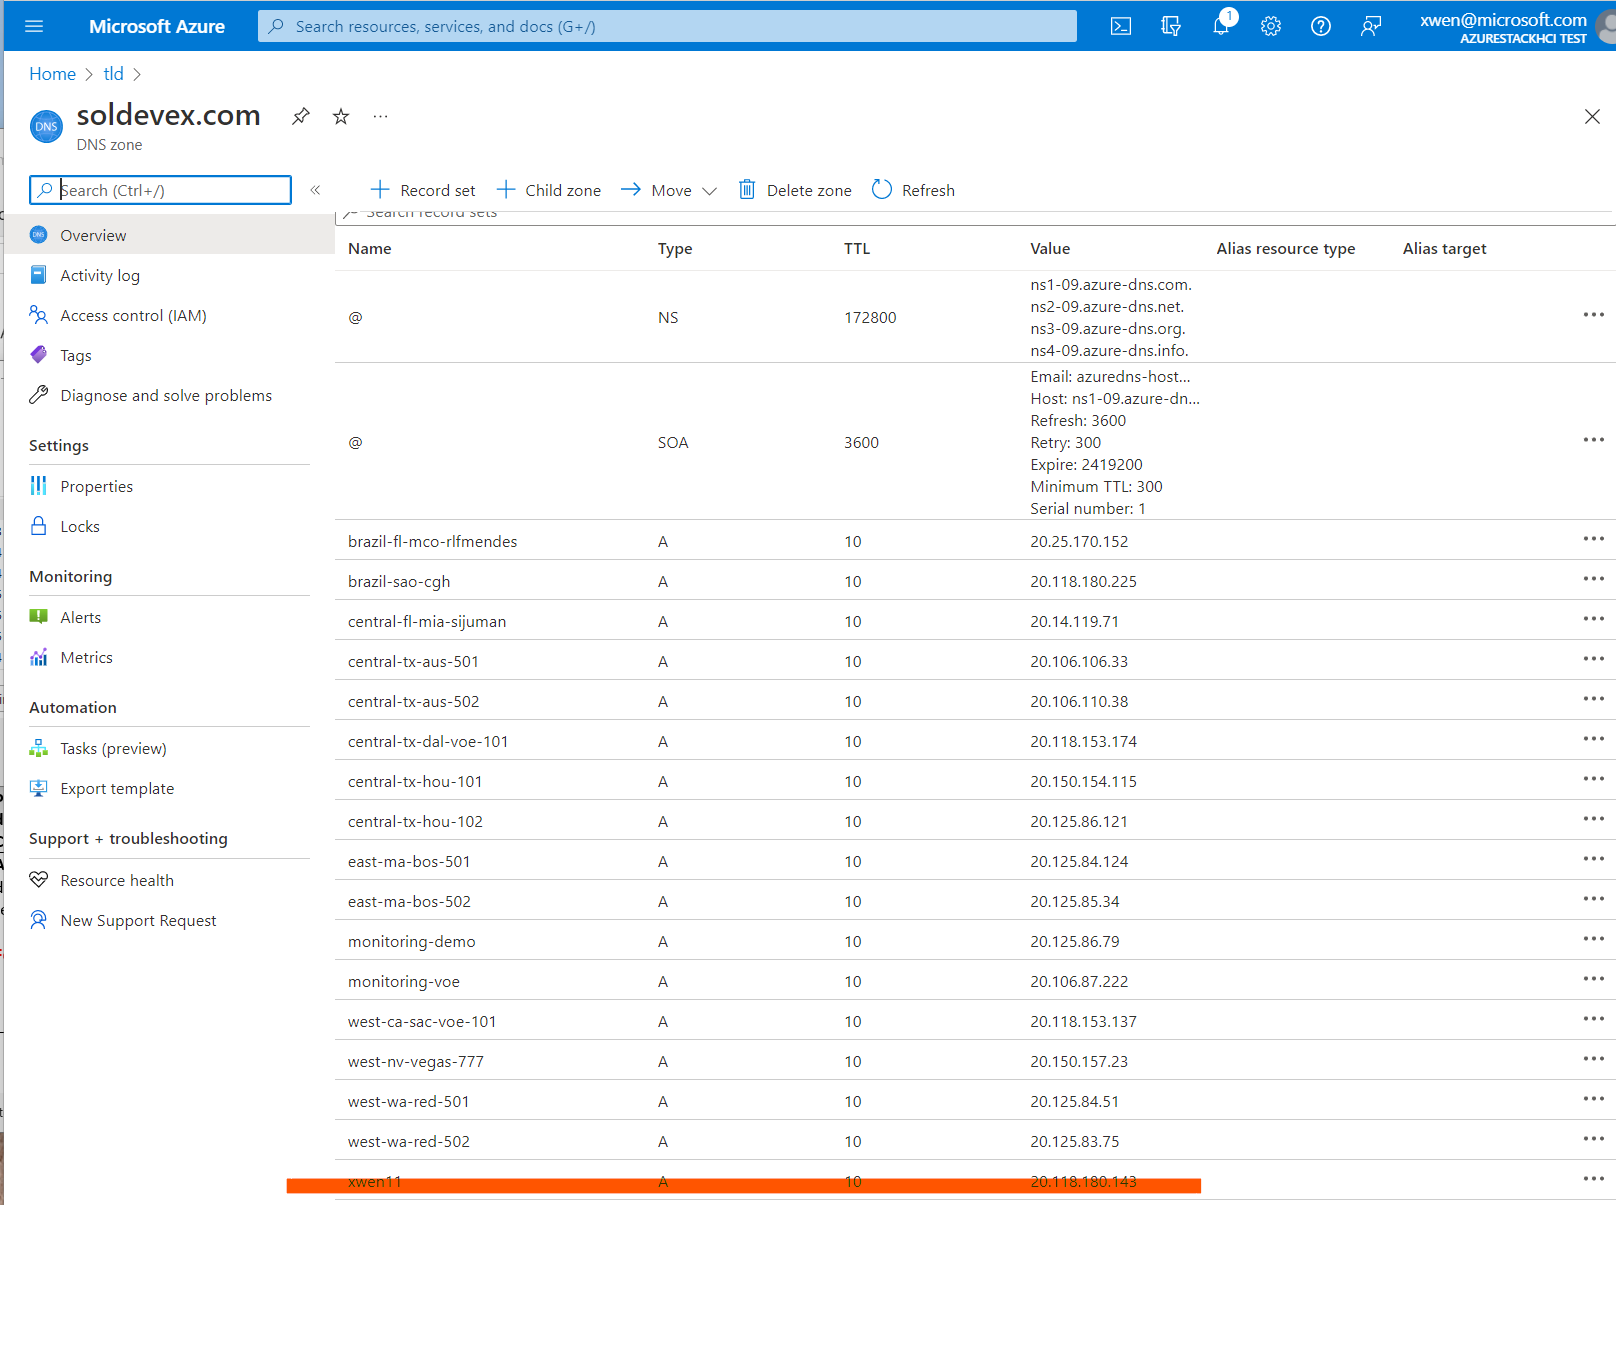 Microsoft Azure
Search resources, services, and docs (G+/)
1
xwen@microsoft.com
AZURESTACKHCI TEST
Home > tld >
DNS
soldevex.com
...
DNS zone
Search (Ctrl+/)
«
Record set
Child zone
Move
Delete zone
Refresh
Search record sets
Overview
Activity log
Access control (IAM)
Tags
Diagnose and solve problems
Settings
Properties
Locks
Monitoring
Alerts
Metrics
Automation
Tasks (preview)
Export template
Support + troubleshooting
Resource health
New Support Request
Name Type TTL Value Alias resource type Alias target
@ NS 172800 ns1-09.azure-dns.com.
ns2-09.azure-dns.net.
ns3-09.azure-dns.org.
ns4-09.azure-dns.info.
@ SOA 3600 Email: azuredns-host...
Host: ns1-09.azure-dn...
Refresh: 3600
Retry: 300
Expire: 2419200
Minimum TTL: 300
Serial number: 1
brazil-fl-mco-rlfmendes A 10 20.25.170.152
brazil-sao-cgh A 10 20.118.180.225
central-fl-mia-sijuman A 10 20.14.119.71
central-tx-aus-501 A 10 20.106.106.33
central-tx-aus-502 A 10 20.106.110.38
central-tx-dal-voe-101 A 10 20.118.153.174
central-tx-hou-101 A 10 20.150.154.115
central-tx-hou-102 A 10 20.125.86.121
east-ma-bos-501 A 10 20.125.84.124
east-ma-bos-502 A 10 20.125.85.34
monitoring-demo A 10 20.125.86.79
monitoring-voe A 10 20.106.87.222
west-ca-sac-voe-101 A 10 20.118.153.137
west-nv-vegas-777 A 10 20.150.157.23
west-wa-red-501 A 10 20.125.84.51
west-wa-red-502 A 10 20.125.83.75
xwen11 A 10 20.118.180.143